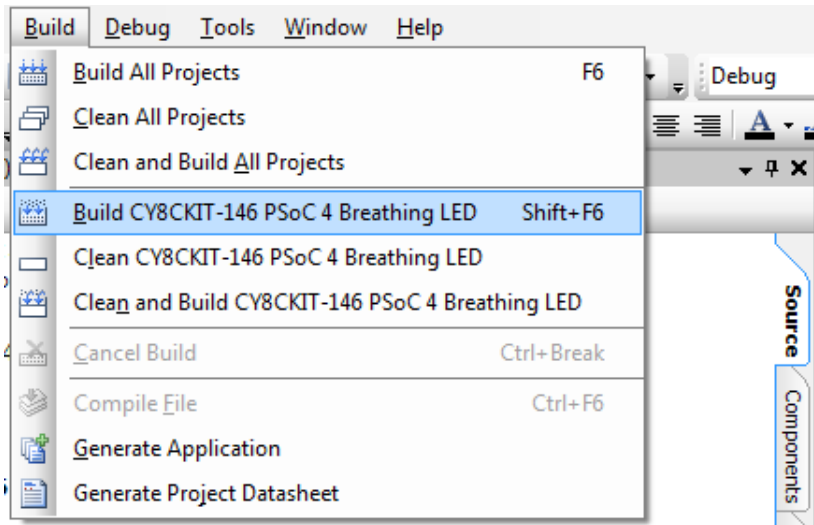 Build Debug Tools Window Help
Build All Projects F6
Debug
Clean All Projects
A
Clean and Build All Projects
Build CY8CKIT-146 PSoC 4 Breathing LED Shift+F6
Clean CY8CKIT-146 PSoC 4 Breathing LED
Clean and Build CY8CKIT-146 PSoC 4 Breathing LED
Cancel Build Ctrl+Break
Compile File Ctrl+F6
Generate Application
Generate Project Datasheet
Source
Components